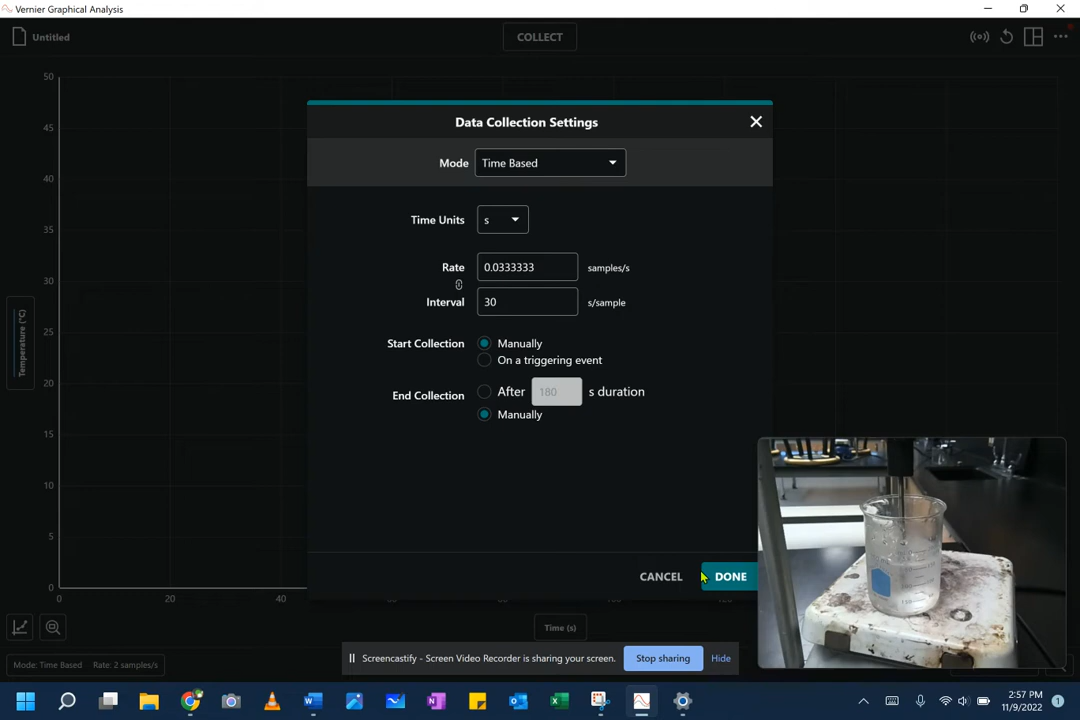 Vernier Graphical Analysis
Untitled
COLLECT
50
45
40
35
30
25
20
15
10
5
0
Temperature (°C)
0
20
40
Time (s)
Mode: Time Based Rate: 2 samples/s
Data Collection Settings
Mode Time Based
Time Units s
Rate 0.0333333 samples/s
Interval 30 s/sample
Start Collection Manually
On a triggering event
End Collection After 180 s duration
Manually
CANCEL DONE
Screencastify - Screen Video Recorder is sharing your screen. Stop sharing Hide
2:57 PM
11/9/2022
1